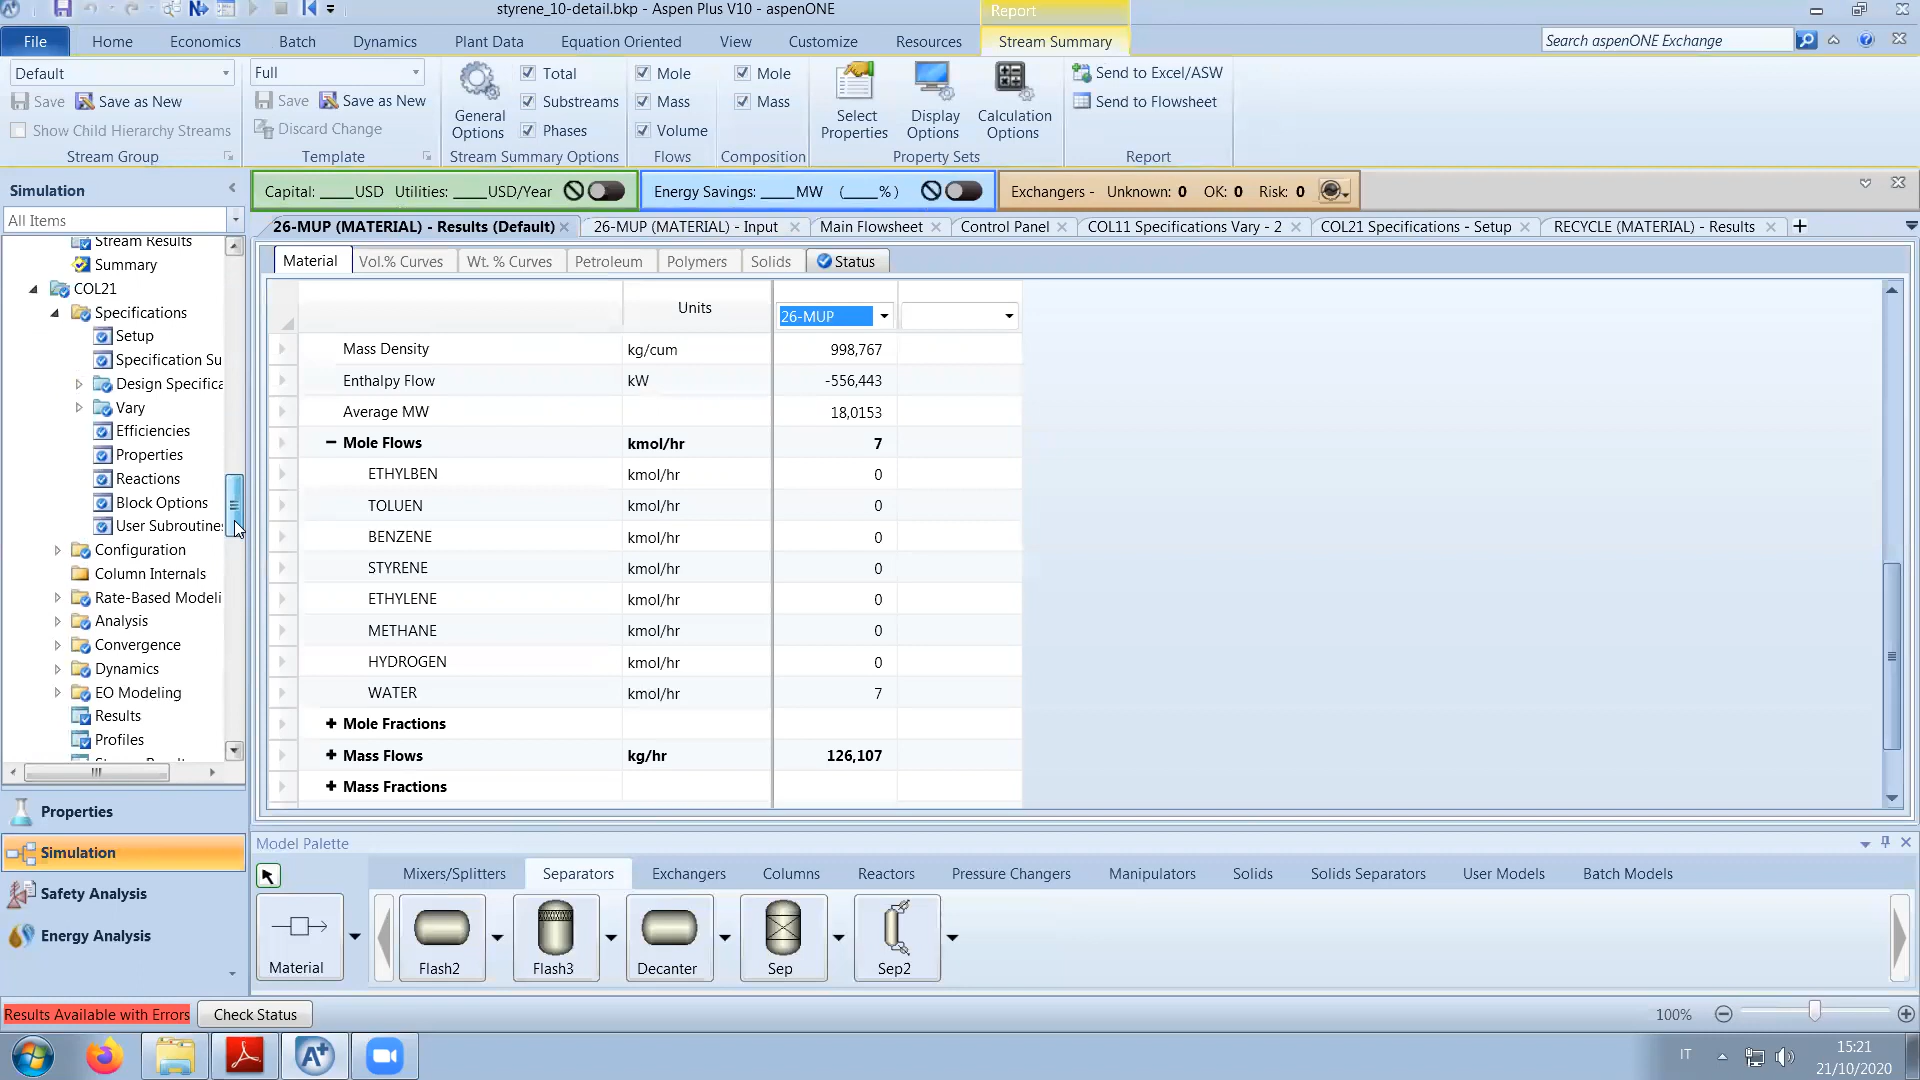 styrene_10-detail.bkp - Aspen Plus V10 - aspenONE
Report
File Home Economics Batch Dynamics Plant Data Equation Oriented View Customize Resources Stream Summary
Search aspenONE Exchange
Default
Save Save as New
Show Child Hierarchy Streams
Stream Group
Full
Save Save as New
Discard Change
Template
General Options
Total
Substreams
Phases
Stream Summary Options
Mole
Mass
Volume
Flows
Mole
Mass
Composition
Select Properties
Display Options
Calculation Options
Property Sets
Send to Excel/ASW
Send to Flowsheet
Report
Simulation
Capital: ____USD Utilities: ____USD/Year
Energy Savings: ____MW (____%)
Exchangers - Unknown: 0 OK: 0 Risk: 0
All Items
26-MUP (MATERIAL) - Results (Default) 26-MUP (MATERIAL) - Input Main Flowsheet Control Panel COL11 Specifications Vary - 2 COL21 Specifications - Setup RECYCLE (MATERIAL) - Results
Stream Results
Summary
COL21
Specifications
Setup
Specification Su
Design Specifica
Vary
Efficiencies
Properties
Reactions
Block Options
User Subroutine
Configuration
Column Internals
Rate-Based Modeli
Analysis
Convergence
Dynamics
EO Modeling
Results
Profiles
Properties
Simulation
Safety Analysis
Energy Analysis
Material Vol.% Curves Wt. % Curves Petroleum Polymers Solids Status
Units 26-MUP
Mass Density kg/cum 998,767
Enthalpy Flow kW -556,443
Average MW 18,0153
Mole Flows kmol/hr 7
ETHYLBEN kmol/hr 0
TOLUEN kmol/hr 0
BENZENE kmol/hr 0
STYRENE kmol/hr 0
ETHYLENE kmol/hr 0
METHANE kmol/hr 0
HYDROGEN kmol/hr 0
WATER kmol/hr 7
Mole Fractions
Mass Flows kg/hr 126,107
Mass Fractions
Model Palette
Mixers/Splitters Separators Exchangers Columns Reactors Pressure Changers Manipulators Solids Solids Separators User Models Batch Models
Material Flash2 Flash3 Decanter Sep Sep2
Results Available with Errors Check Status 100%
IT
15:21
21/10/2020